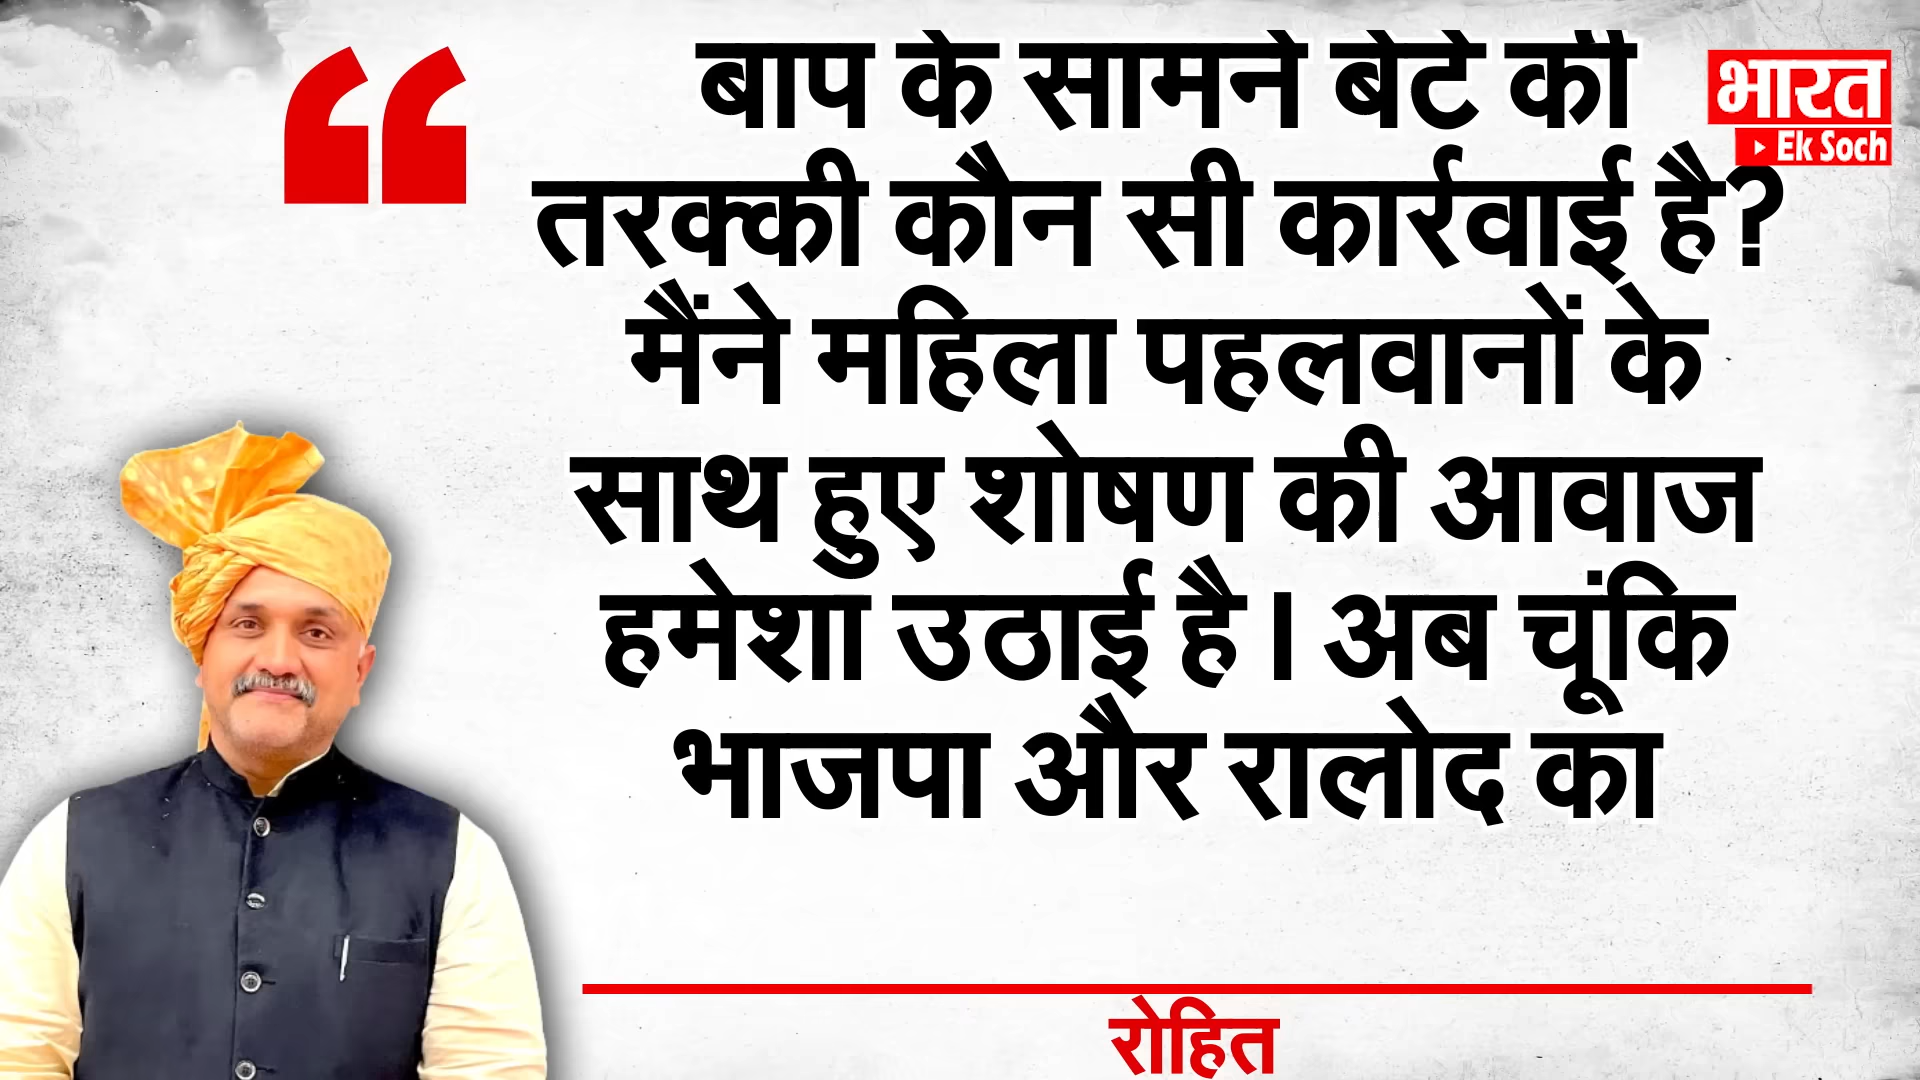 बाप के सामने बेटे की
तरक्की कौन सी कार्रवाई है?
मैंने महिला पहलवानों के
साथ हुए शोषण की आवाज
हमेशा उठाई है। अब चूंकि
भाजपा और रालोद का
भारत
Ek Soch
रोहित